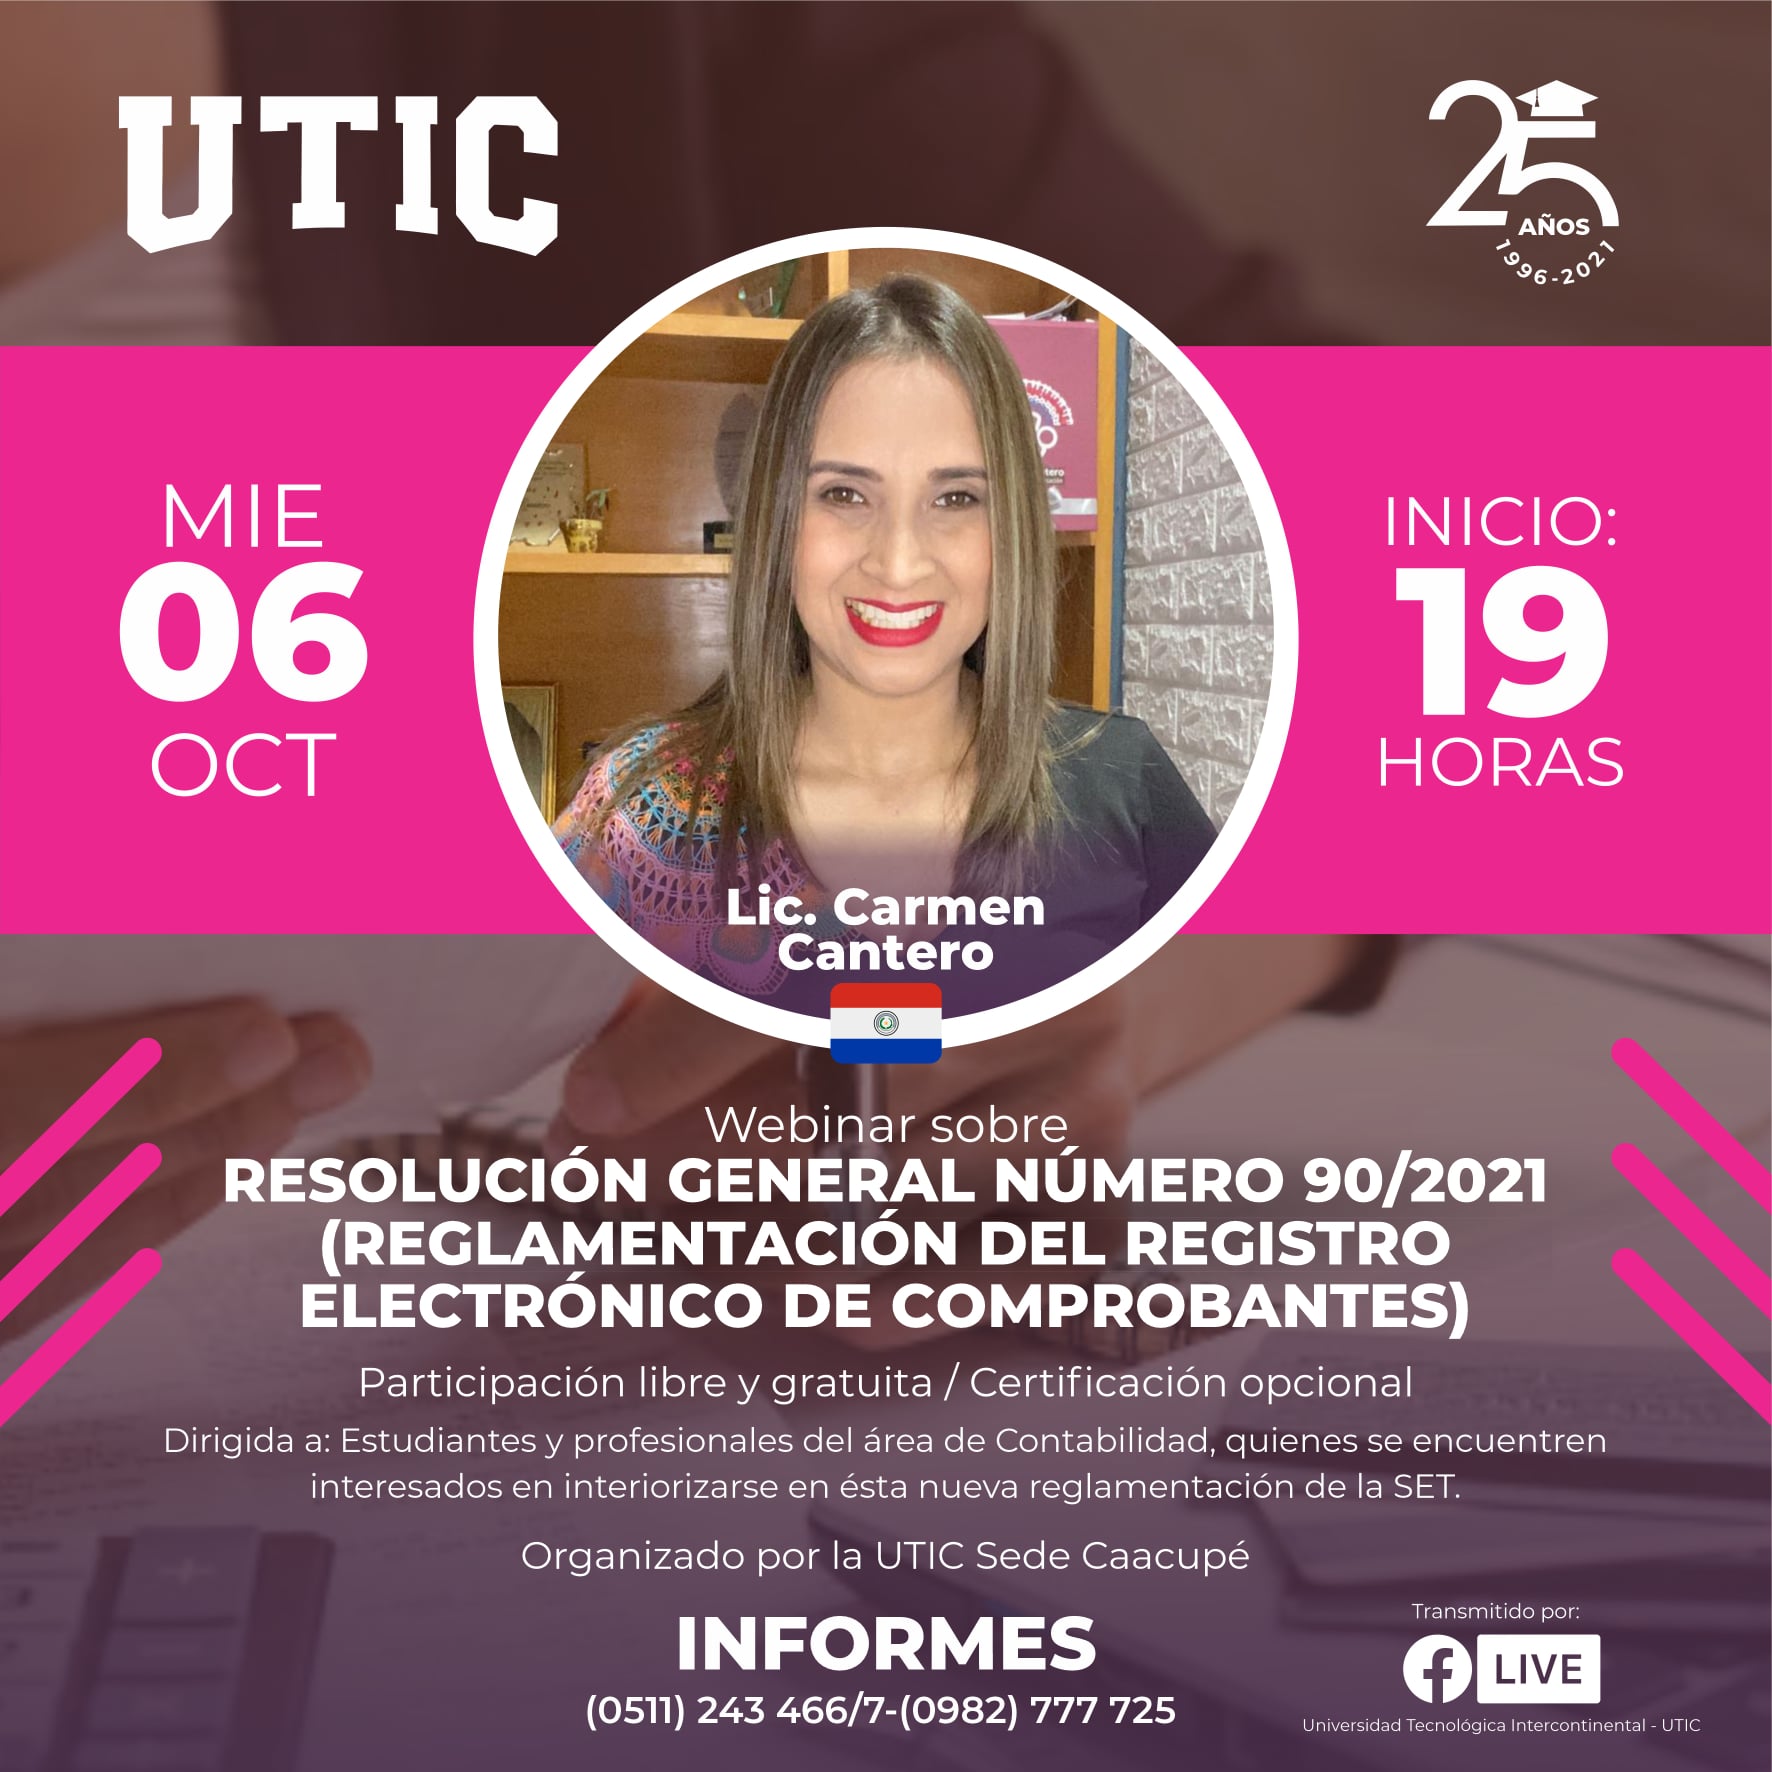 UTIC
25
AÑOS
1996-2021
MIE
06
OCT
INICIO:
19
HORAS
Lic. Carmen
Cantero
Webinar sobre
RESOLUCIÓN GENERAL NÚMERO 90/2021
(REGLAMENTACIÓN DEL REGISTRO
ELECTRÓNICO DE COMPROBANTES)
Participación libre y gratuita / Certificación opcional
Dirigida a: Estudiantes y profesionales del área de Contabilidad, quienes se encuentren
interesados en interiorizarse en ésta nueva reglamentación de la SET.
Organizado por la UTIC Sede Caacupé
INFORMES
(0511) 243 466/7-(0982) 777 725
Transmitido por:
LIVE
Universidad Tecnológica Intercontinental - UTIC